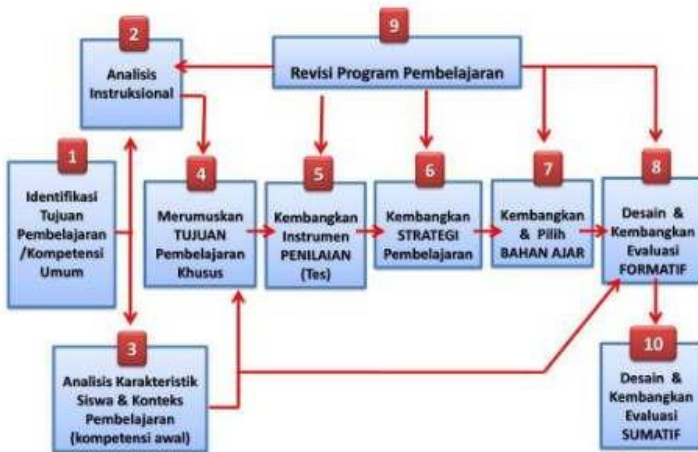 9
Revisi Program Pembelajaran
2
Analisis
Instruksional
1
Identifikasi
Tujuan
Pembelajaran
/Kompetensi
Umum
4
Merumuskan
TUJUAN
Pembelajaran
Khusus
5
Kembangkan
Instrumen
PENILAIAN
(Tes)
6
Kembangkan
STRATEGI
Pembelajaran
7
Kembangkan
& Pilih
BAHAN AJAR
8
Desain &
Kembangkan
Evaluasi
FORMATIF
3
Analisis Karakteristik
Siswa & Konteks
Pembelajaran
(kompetensi awal)
10
Desain &
Kembangkan
Evaluasi
SUMATIF